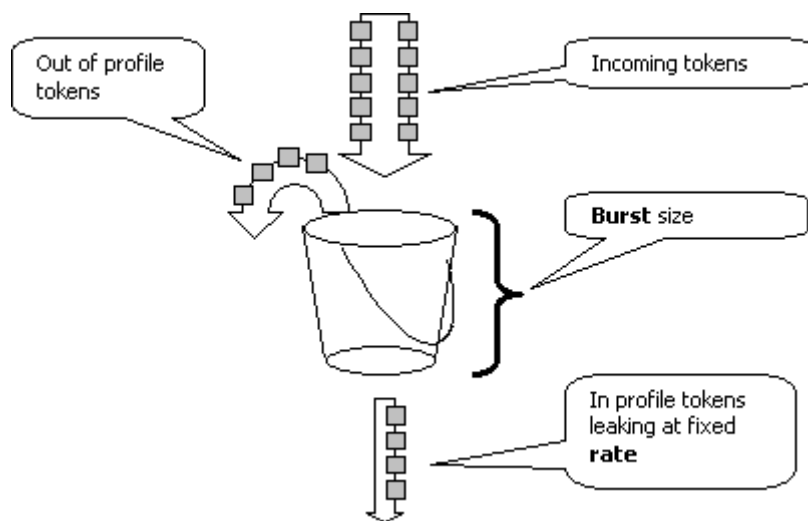 Out of profile
tokens
Incoming tokens
Burst size
In profile tokens
leaking at fixed
rate